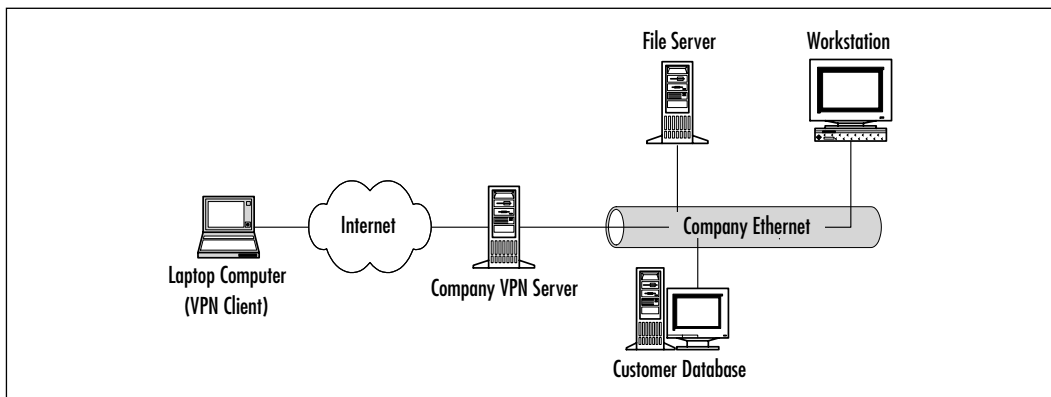 File Server
Workstation
Internet
Company Ethernet
Laptop Computer
(VPN Client)
Company VPN Server
Customer Database